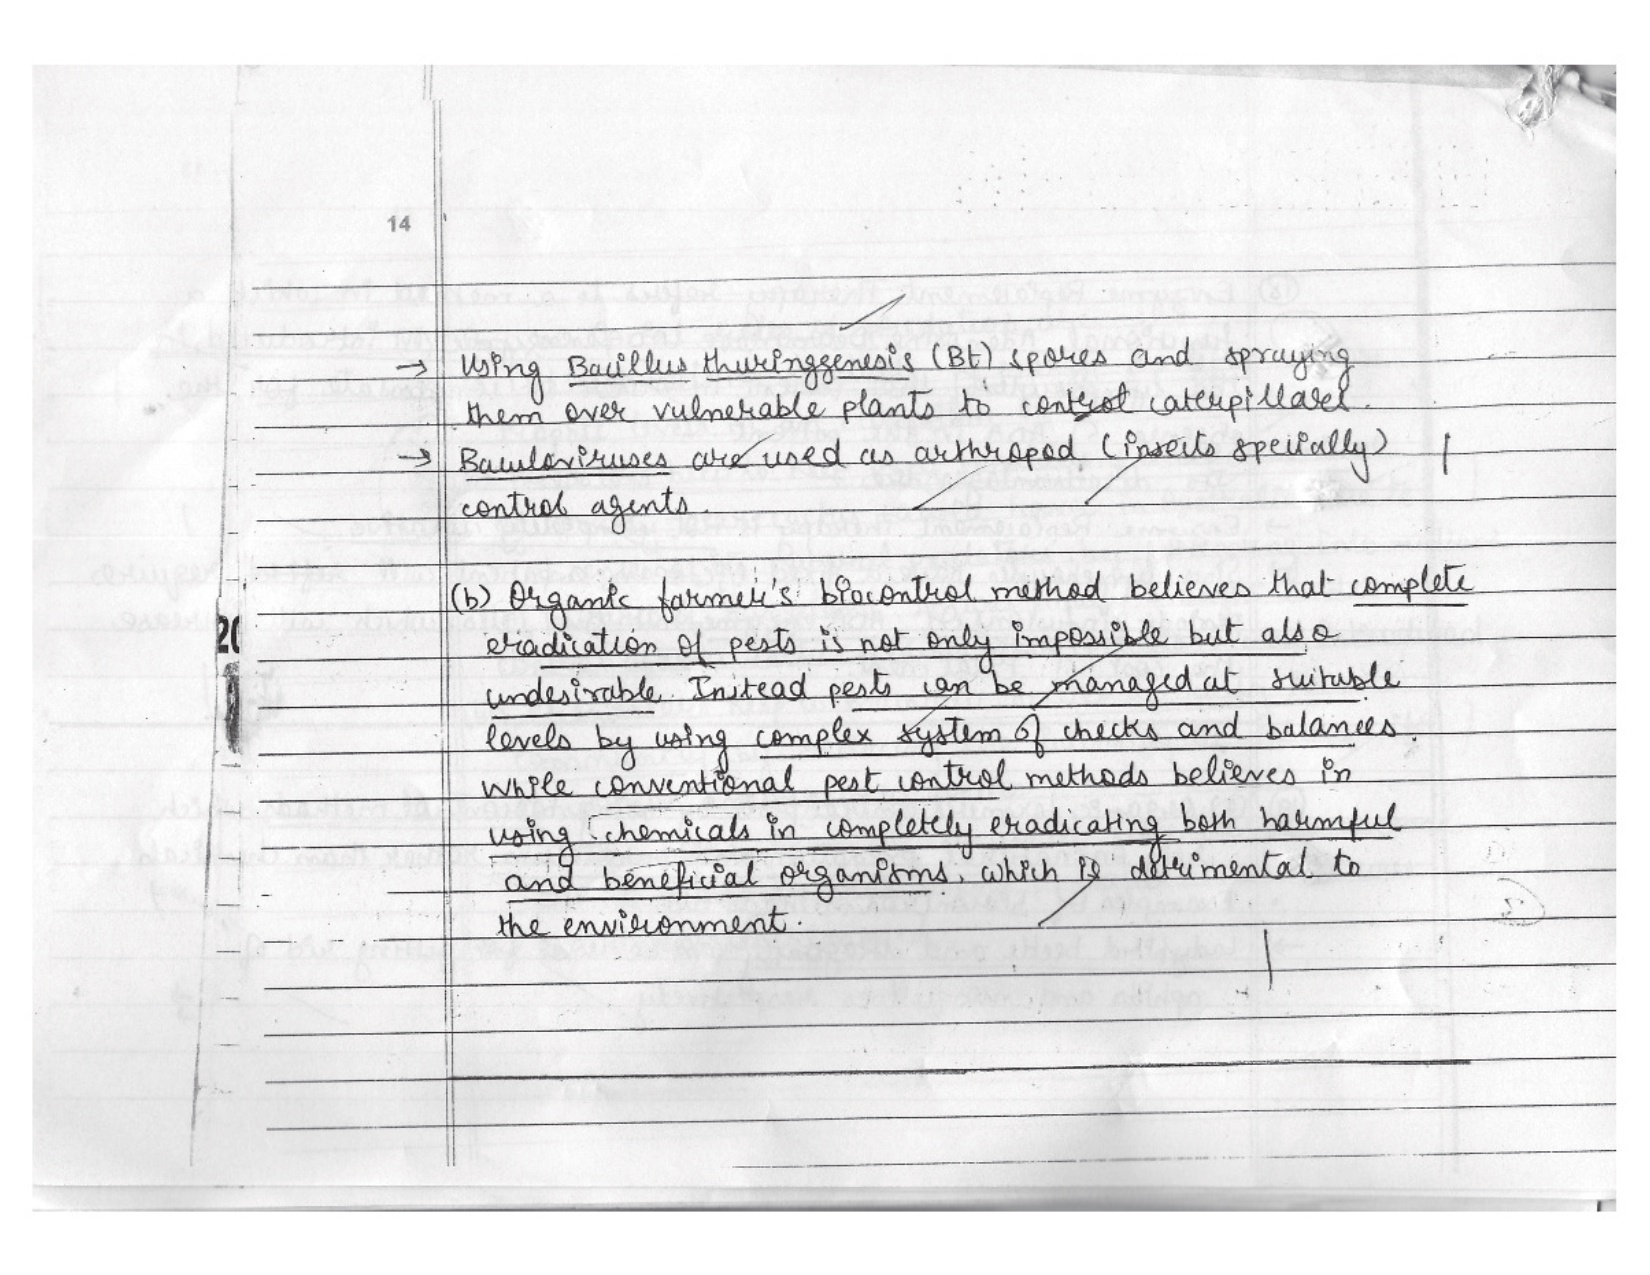 14
→ Using Bacillus thuringgenesis (Bt) spores and spraying
them over vulnerable plants to control caterpillars.
→ Baculoviruses are used as arthropod (insects specially)
control agents.
(b) Organic farmer's biocontrol method believes that complete
eradication of pests is not only impossible but also
undesirable. Instead pests can be managed at suitable
levels by using complex system of checks and balances.
While conventional pest control methods believes in
using chemicals in completely eradicating both harmful
and beneficial organisms, which is detrimental to
the environment.